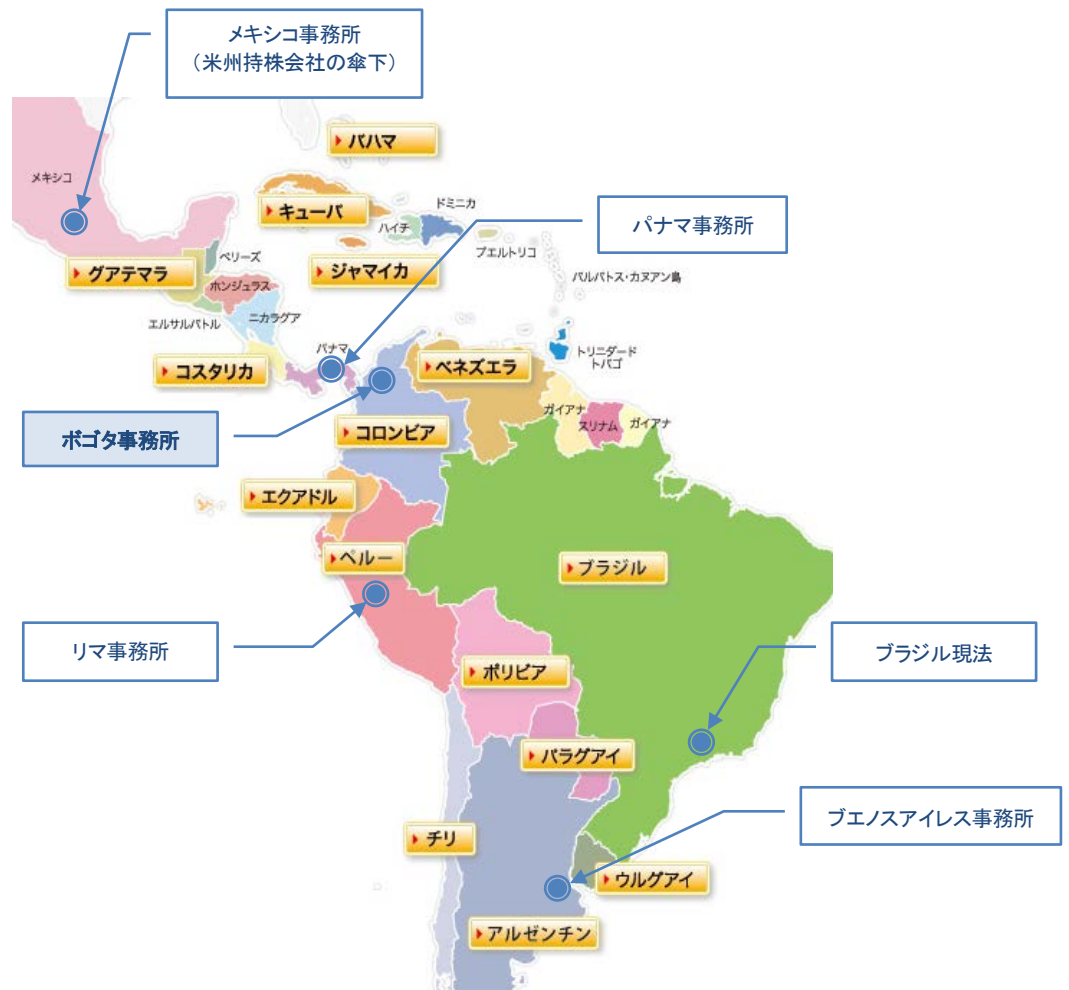 メキシコ事務所
（米州持株会社の傘下）
バハマ
メキシコ
ドミニカ
キューバ
ハイチ
パナマ事務所
プエルトリコ
ベリーズ
グアテマラ
ジャマイカ
バルバトス・カヌアン島
ホンジュラス
ニカラグア
エルサルバトル
パナマ
トリニダード
トバゴ
コスタリカ
ベネズエラ
ガイアナ
スリナム
ガイアナ
ボゴタ事務所
コロンビア
エクアドル
ペルー
ブラジル
リマ事務所
ブラジル現法
ボリビア
パラグアイ
ブエノスアイレス事務所
チリ
ウルグアイ
アルゼンチン